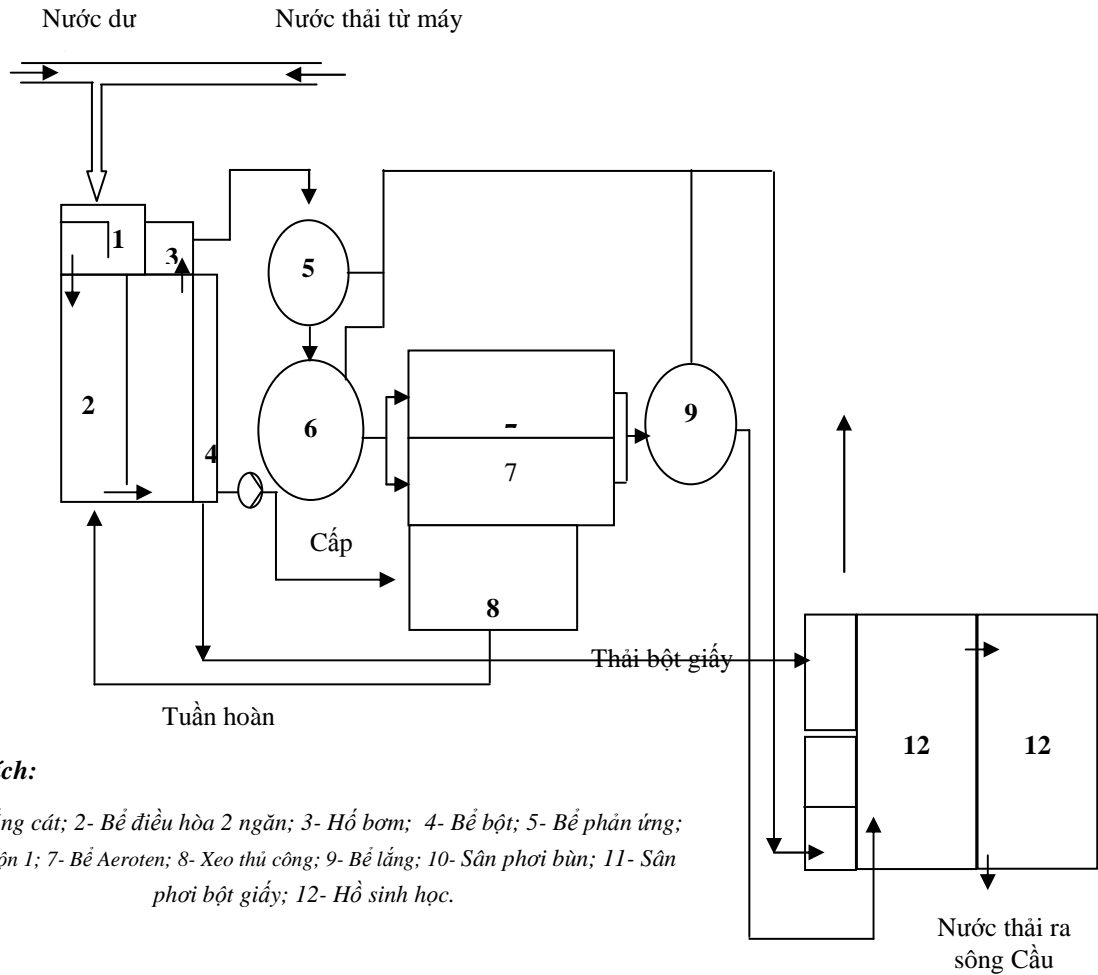 Nước dư
Nước thải từ máy
1
3
5
2
6
9
4
7
Cấp
8
Thải bột giấy
Tuần hoàn
12
12
ích:
ng cát; 2- Bể điều hòa 2 ngăn; 3- Hố bơm; 4- Bể bột; 5- Bể phản ứng;
ộn 1; 7- Bể Aeroten; 8- Xeo thủ công; 9- Bể lắng; 10- Sân phơi bùn; 11- Sân
phơi bột giấy; 12- Hồ sinh học.
Nước thải ra
sông Cầu